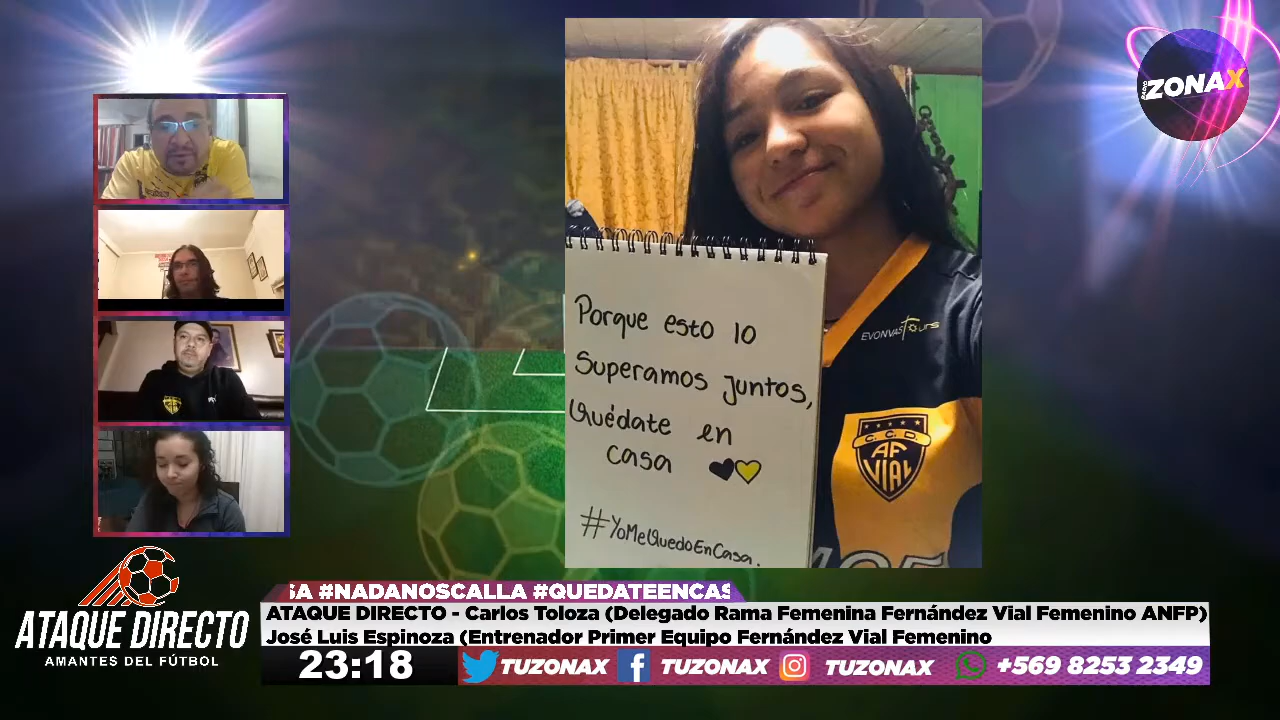 RADIO
ZONAX
Porque esto lo
Superamos juntos,
Quédate en
casa
#YoMeQuedoEnCasa.
EVONVAS Tours
C.C.D.
AF
VIAL
SA #NADANOSCALLA #QUEDATEENCAS
ATAQUE DIRECTO - Carlos Toloza (Delegado Rama Femenina Fernández Vial Femenino ANFP)
José Luis Espinoza (Entrenador Primer Equipo Fernández Vial Femenino
ATAQUE DIRECTO
AMANTES DEL FÚTBOL
23:18
TUZONAX
TUZONAX
TUZONAX
+569 8253 2349